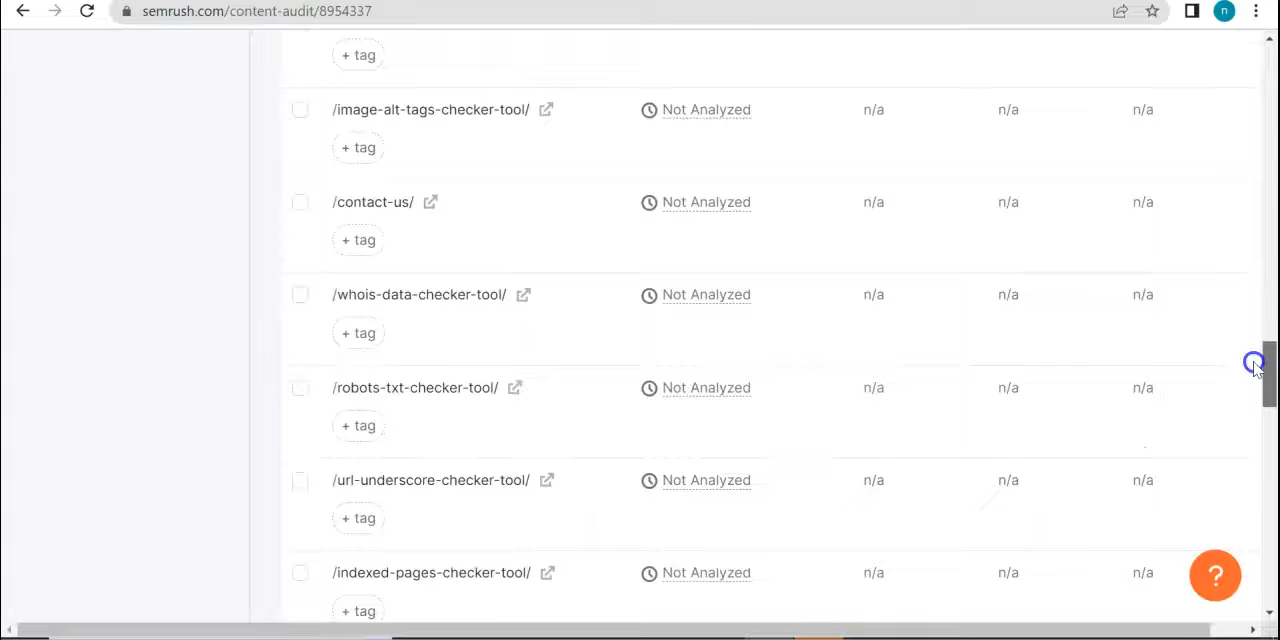 semrush.com/content-audit/8954337
n
+ tag
/image-alt-tags-checker-tool/ Not Analyzed n/a n/a n/a
+ tag
/contact-us/ Not Analyzed n/a n/a n/a
+ tag
/whois-data-checker-tool/ Not Analyzed n/a n/a n/a
+ tag
/robots-txt-checker-tool/ Not Analyzed n/a n/a n/a
+ tag
/url-underscore-checker-tool/ Not Analyzed n/a n/a n/a
+ tag
/indexed-pages-checker-tool/ Not Analyzed n/a n/a n/a
?
+ tag